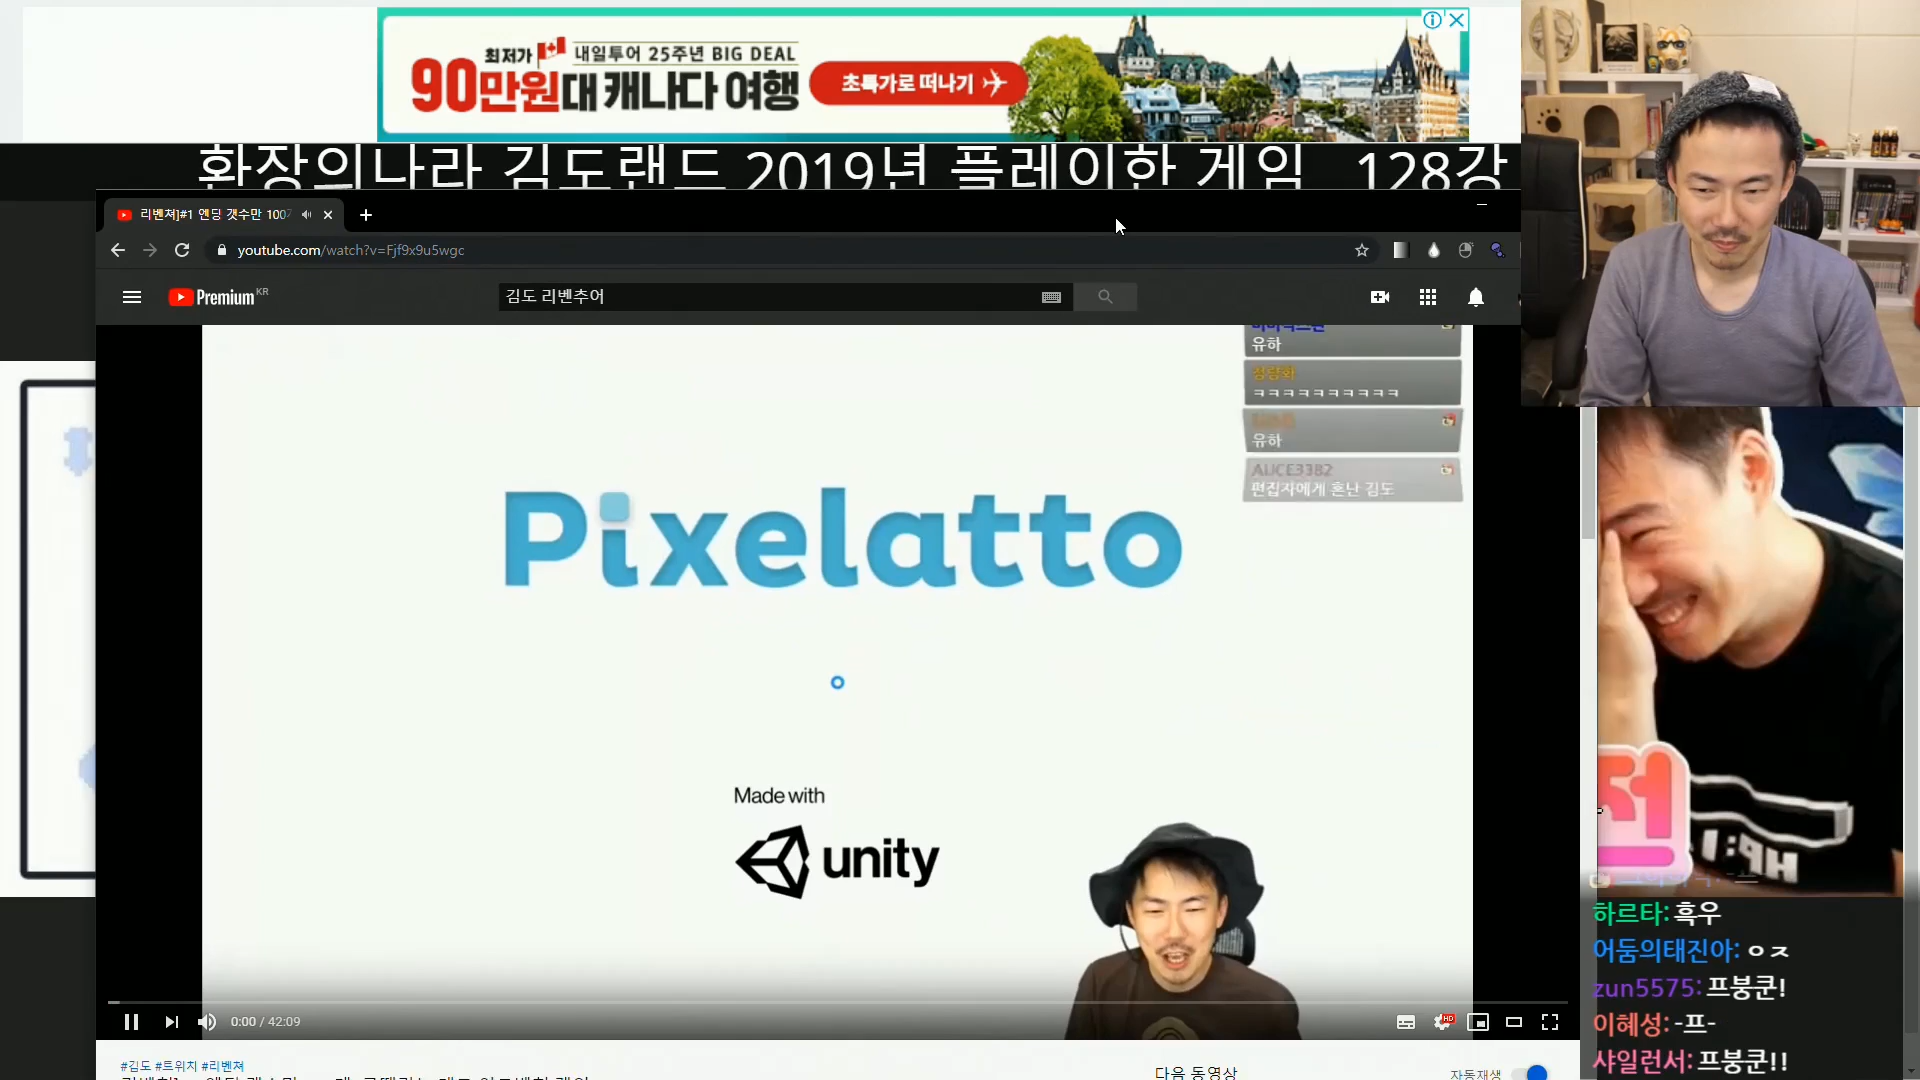 최저가 내일투어 25주년 BIG DEAL
90만원대 캐나다 여행
초특가로 떠나기
환장의나라 김도랜드 2019년 플레이한 게임 128강
리벤쳐]#1 엔딩 갯수만 100
youtube.com/watch?v=Fjf9x9u5wgc
Premium KR
김도 리벤추어
유하
ㅋㅋㅋㅋㅋㅋㅋㅋㅋㅋ
유하
ALICE3382
편집자에게 혼난 김도
Pixelatto
Made with
unity
0:00 / 42:09
HD
#김도 #트위치 #리벤져
다음 동영상
자동재생
HP:1
하르타: 흑우
어둠의태진아: ㅇㅈ
zun5575: 프붕쿤!
이혜성: -프-
샤일런서: 프붕쿤!!